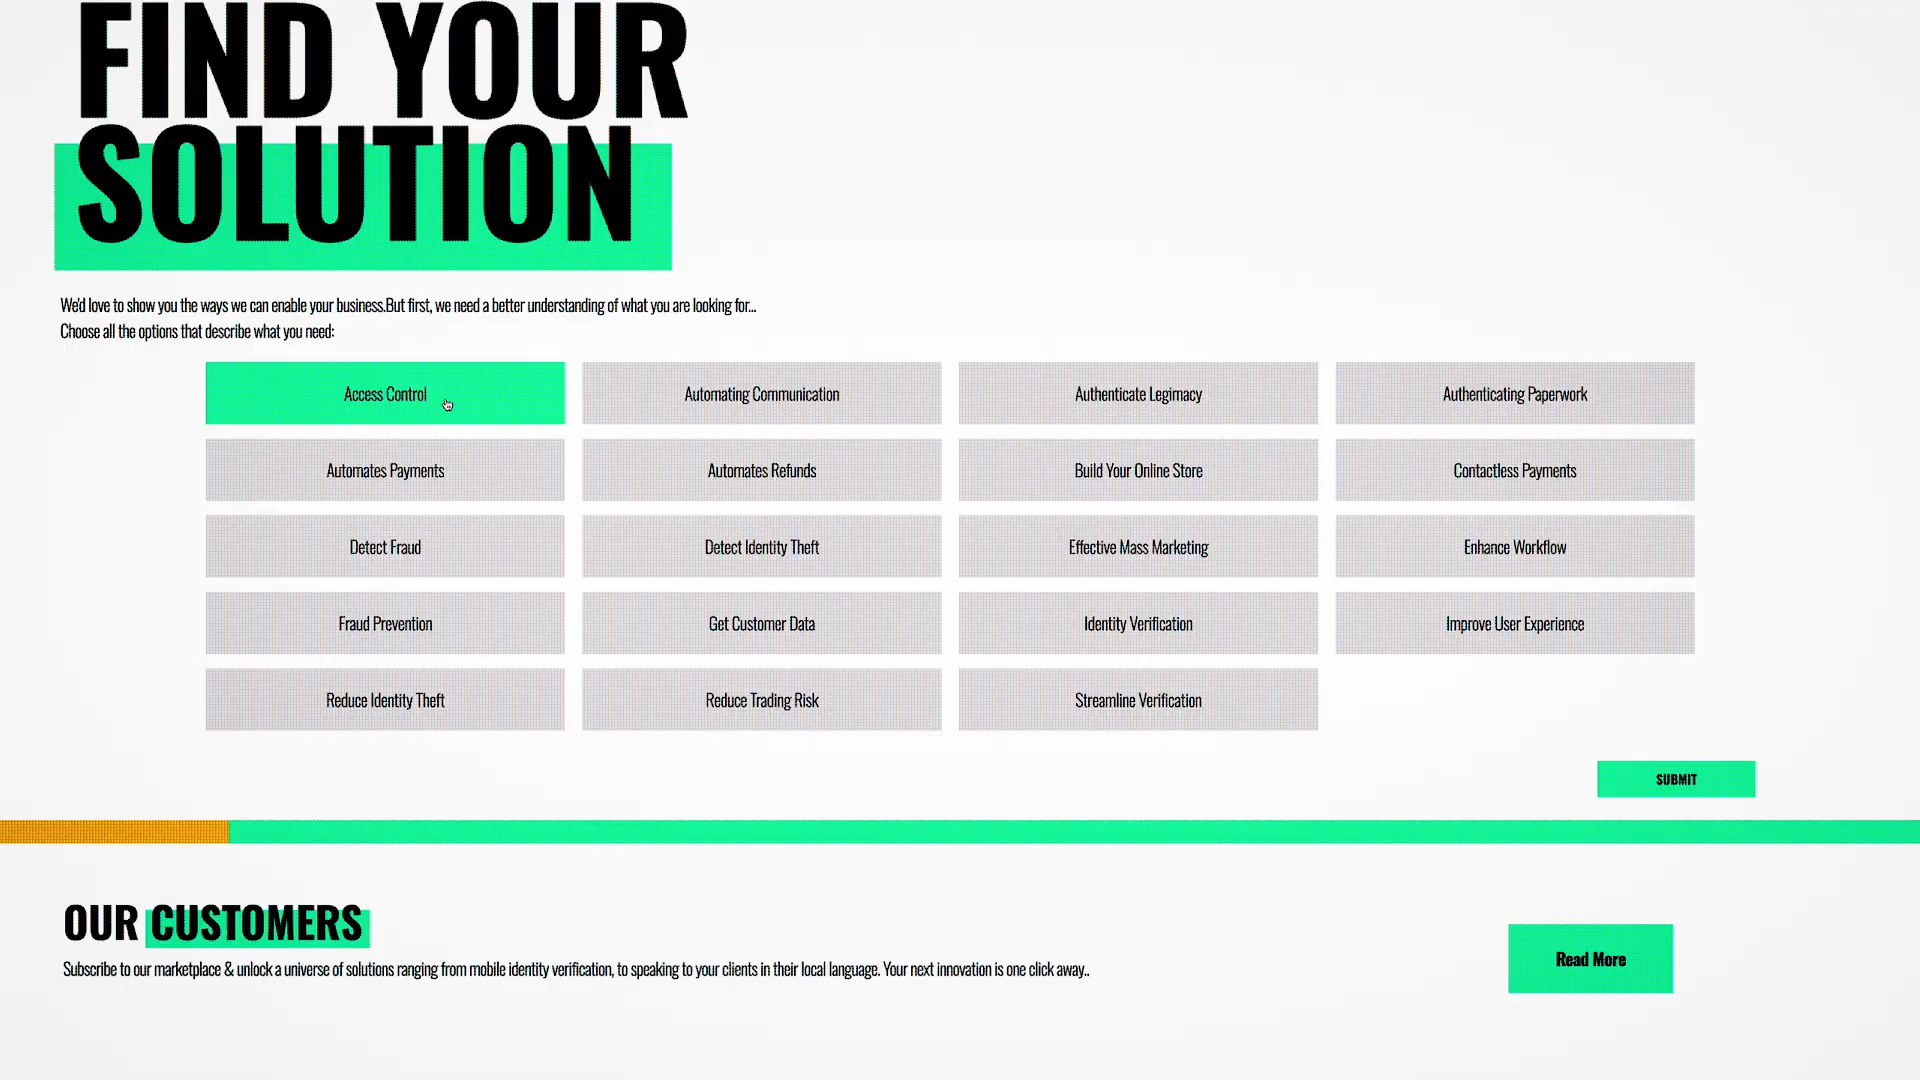 FIND YOUR
SOLUTION
We'd love to show you the ways we can enable your business.But first, we need a better understanding of what you are looking for...
Choose all the options that describe what you need:
Access Control
Automating Communication
Authenticate Legimacy
Authenticating Paperwork
Automates Payments
Automates Refunds
Build Your Online Store
Contactless Payments
Detect Fraud
Detect Identity Theft
Effective Mass Marketing
Enhance Workflow
Fraud Prevention
Get Customer Data
Identity Verification
Improve User Experience
Reduce Identity Theft
Reduce Trading Risk
Streamline Verification
SUBMIT
OUR CUSTOMERS
Subscribe to our marketplace & unlock a universe of solutions ranging from mobile identity verification, to speaking to your clients in their local language. Your next innovation is one click away..
Read More